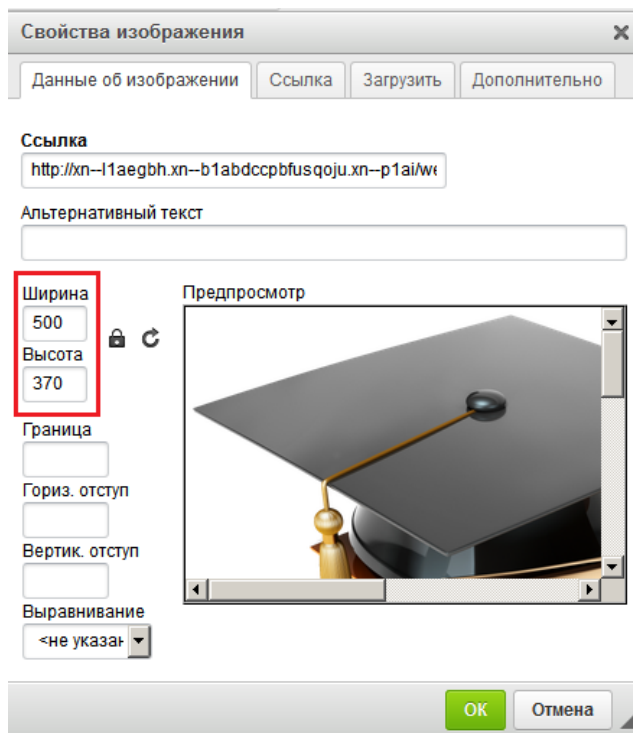 Свойства изображения
Данные об изображении Ссылка Загрузить Дополнительно
Ссылка
http://xn--l1aegbh.xn--b1abdccpbfusqoju.xn--p1ai/we
Альтернативный текст
Ширина
Предпросмотр
500
Высота
370
Граница
Гориз. отступ
Вертик. отступ
Выравнивание
<не указан
ОК Отмена